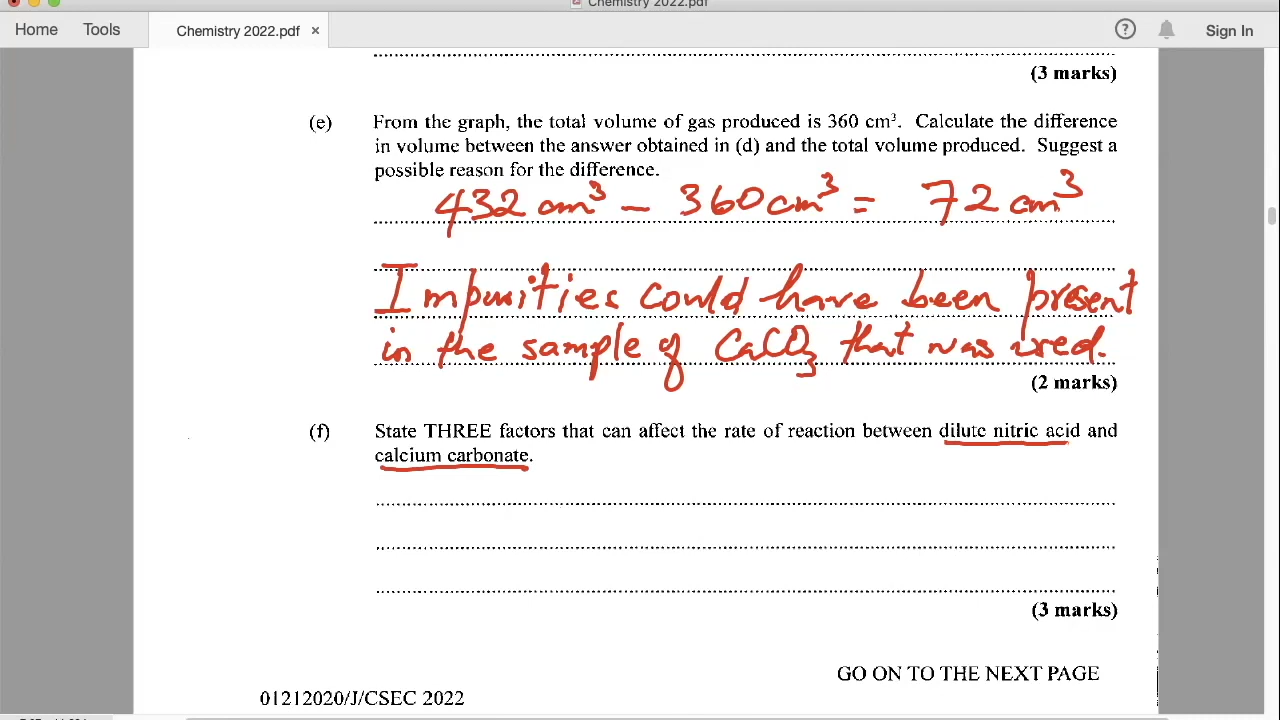 Chemistry 2022.pdf
Home Tools Chemistry 2022.pdf × ? Sign In
(3 marks)
(e) From the graph, the total volume of gas produced is 360 cm³. Calculate the difference
in volume between the answer obtained in (d) and the total volume produced. Suggest a
possible reason for the difference.
432 cm³ – 360 cm³ = 72 cm³
Impurities could have been present
in the sample of CaCO₃ that was used.
(2 marks)
(f) State THREE factors that can affect the rate of reaction between dilute nitric acid and
calcium carbonate.
(3 marks)
GO ON TO THE NEXT PAGE
01212020/J/CSEC 2022